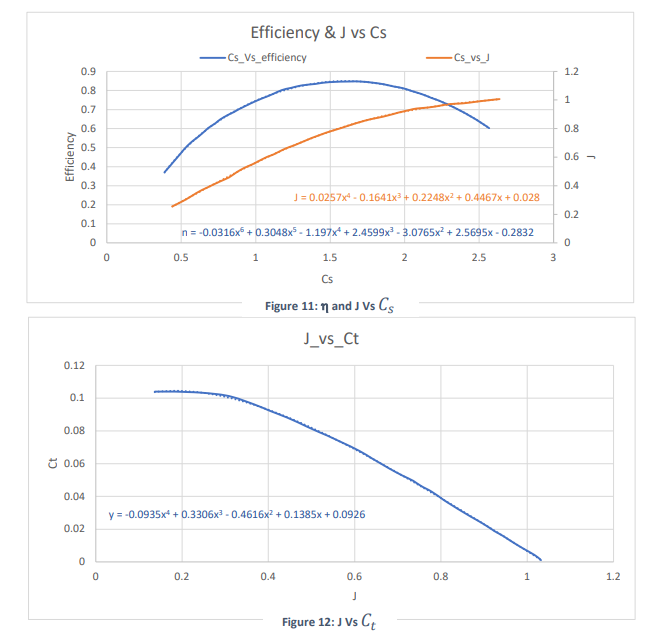 Efficiency & J vs Cs
Cs_Vs_efficiency
Cs_vs_J
0.9
0.8
0.7
0.6
0.5
0.4
0.3
0.2
0.1
0
Efficiency
1.2
1
0.8
0.6
0.4
0.2
0
J
J = 0.0257x⁴ - 0.1641x³ + 0.2248x² + 0.4467x + 0.028
n = -0.0316x⁶ + 0.3048x⁵ - 1.197x⁴ + 2.4599x³ - 3.0765x² + 2.5695x - 0.2832
0 0.5 1 1.5 2 2.5 3
Cs
Figure 11: η and J Vs Cₛ
J_vs_Ct
0.12
0.1
0.08
0.06
0.04
0.02
0
Ct
y = -0.0935x⁴ + 0.3306x³ - 0.4616x² + 0.1385x + 0.0926
0 0.2 0.4 0.6 0.8 1 1.2
J
Figure 12: J Vs Cₜ